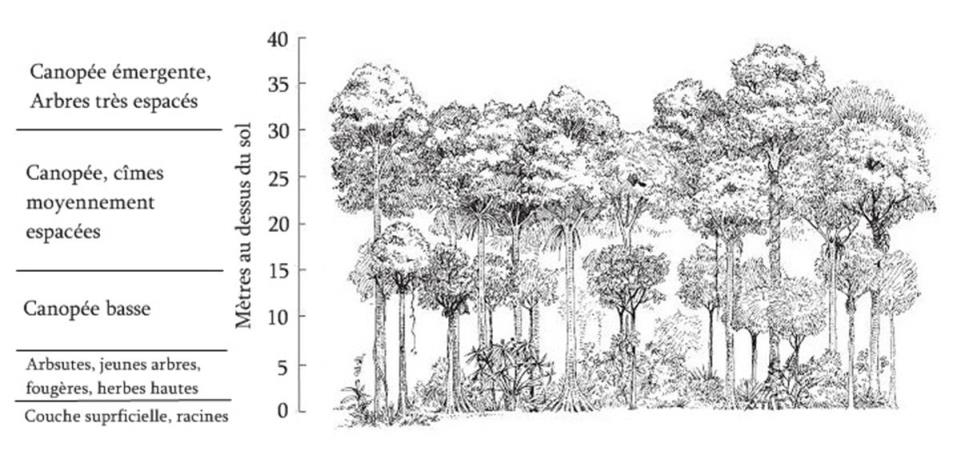 Canopée émergente,
Arbres très espacés
Canopée, cîmes
moyennement
espacées
Canopée basse
Arbsutes, jeunes arbres,
fougères, herbes hautes
Couche suprficielle, racines
Mètres au dessus du sol
40
35
30
25
20
15
10
5
0